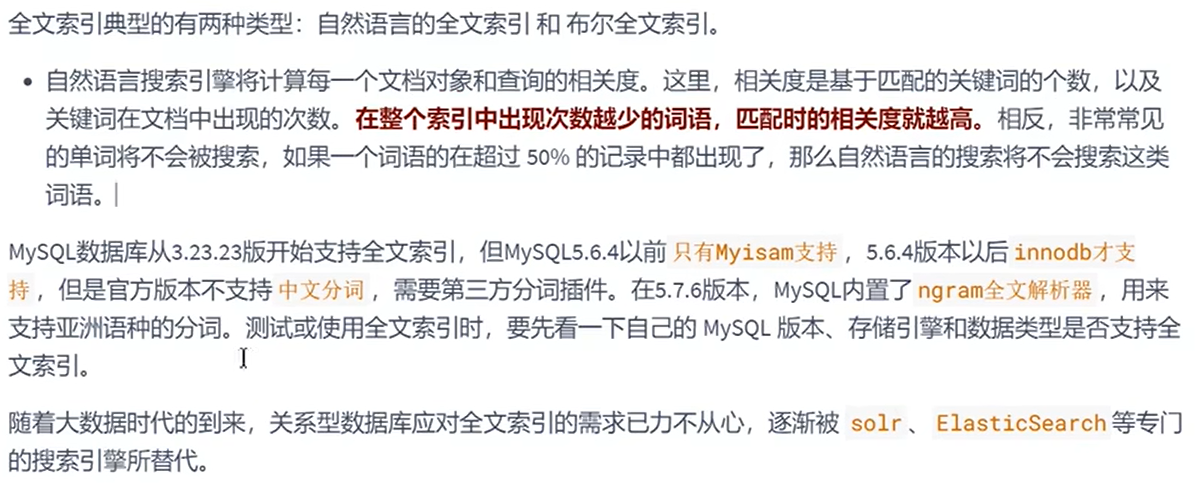 全文索引典型的有两种类型：自然语言的全文索引 和 布尔全文索引。
• 自然语言搜索引擎将计算每一个文档对象和查询的相关度。这里，相关度是基于匹配的关键词的个数，以及
关键词在文档中出现的次数。在整个索引中出现次数越少的词语，匹配时的相关度就越高。相反，非常常见
的单词将不会被搜索，如果一个词语的在超过 50% 的记录中都出现了，那么自然语言的搜索将不会搜索这类
词语。
MySQL数据库从3.23.23版开始支持全文索引，但MySQL5.6.4以前 只有Myisam支持 ，5.6.4版本以后 innodb才支
持 ，但是官方版本不支持 中文分词 ，需要第三方分词插件。在5.7.6版本，MySQL内置了 ngram全文解析器 ，用来
支持亚洲语种的分词。测试或使用全文索引时，要先看一下自己的 MySQL 版本、存储引擎和数据类型是否支持全
文索引。
随着大数据时代的到来，关系型数据库应对全文索引的需求已力不从心，逐渐被 solr 、 ElasticSearch 等专门
的搜索引擎所替代。